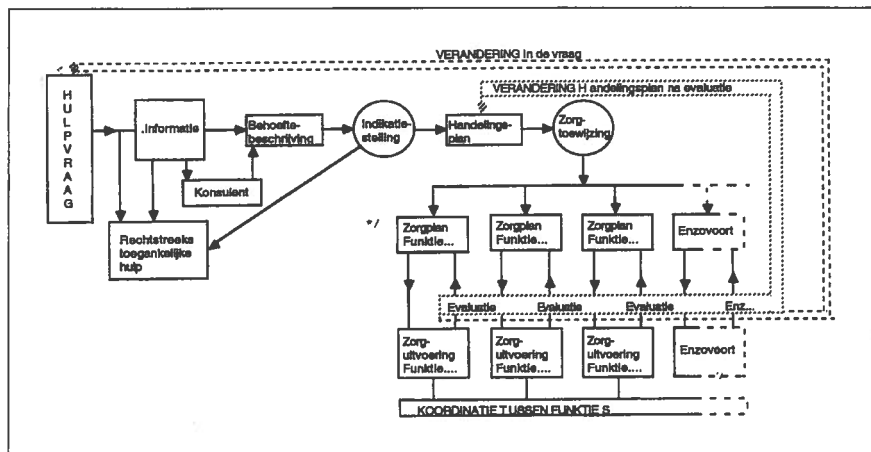 VERANDERING In de vraag
VERANDERING H andelingsplan na evaluatie
HULPVRAAG
.Informatie
Behoefte-
beschrijving
Indikatie-
stelling
Handelings-
plan
Zorg-
toewijzing
Konsulent
Rechtstreeks
toegankelijke
hulp
*/
Zorgplan
Funktie...
Zorgplan
Funktie...
Zorgplan
Funktie...
Enzovoort
Evaluatie
Evaluatie
Evaluatie
Enz...
Zorg-
uitvoering
Funktie....
Zorg-
uitvoering
Funktie....
Zorg-
uitvoering
Funktie....
Enzovoort
KOORDINATIE T USSEN FUNKTIE S